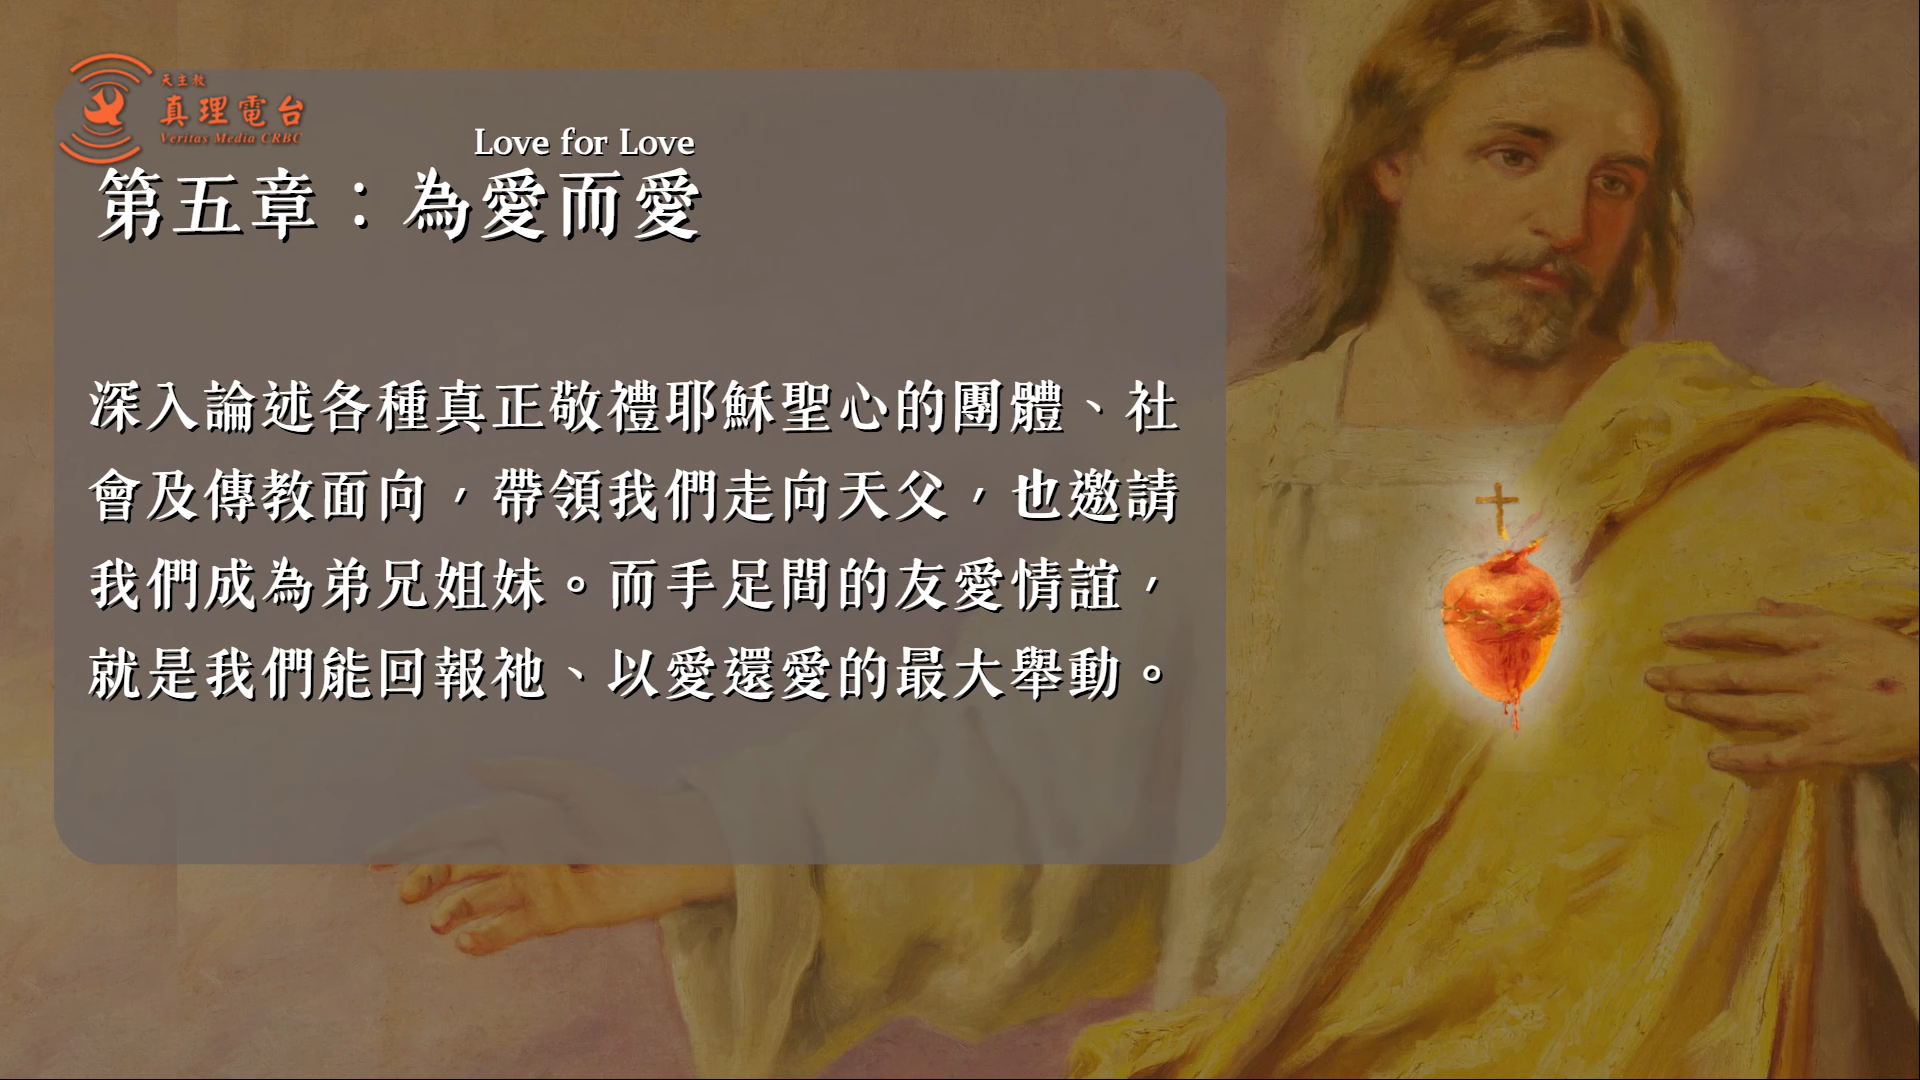 天主教
真理電台
Veritas Media CRBC
Love for Love
第五章：為愛而愛
深入論述各種真正敬禮耶穌聖心的團體、社
會及傳教面向，帶領我們走向天父，也邀請
我們成為弟兄姐妹。而手足間的友愛情誼，
就是我們能回報祂、以愛還愛的最大舉動。